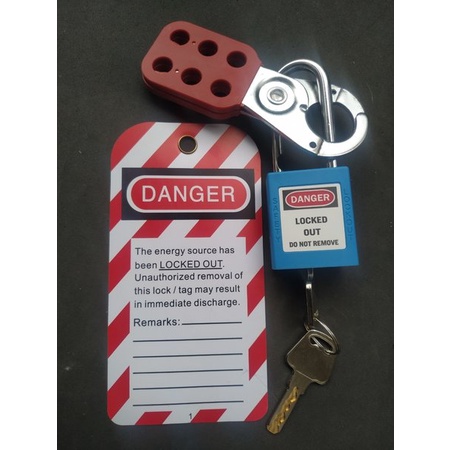 DANGER
The energy source has
been LOCKED OUT.
Unauthorized removal of
this lock / tag may result
in immediate discharge.
Remarks:
1
DANGER
LOCKED
OUT
DO NOT REMOVE